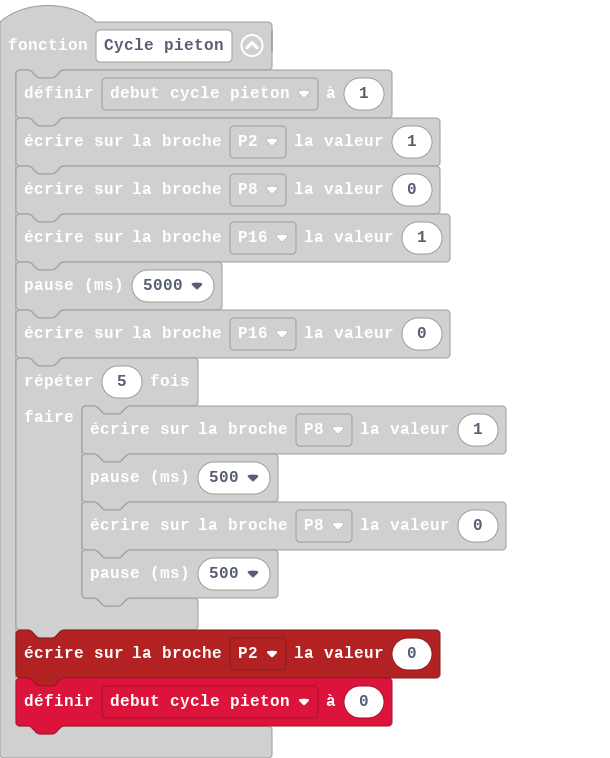 fonction Cycle pieton
définir debut cycle pieton à 1
écrire sur la broche P2 la valeur 1
écrire sur la broche P8 la valeur 0
écrire sur la broche P16 la valeur 1
pause (ms) 5000
écrire sur la broche P16 la valeur 0
répéter 5 fois
faire
écrire sur la broche P8 la valeur 1
pause (ms) 500
écrire sur la broche P8 la valeur 0
pause (ms) 500
écrire sur la broche P2 la valeur 0
définir debut cycle pieton à 0